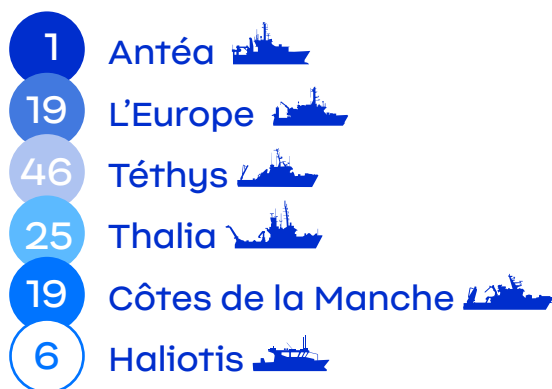 1 Antéa
19 L'Europe
46 Téthys
25 Thalia
19 Côtes de la Manche
6 Haliotis